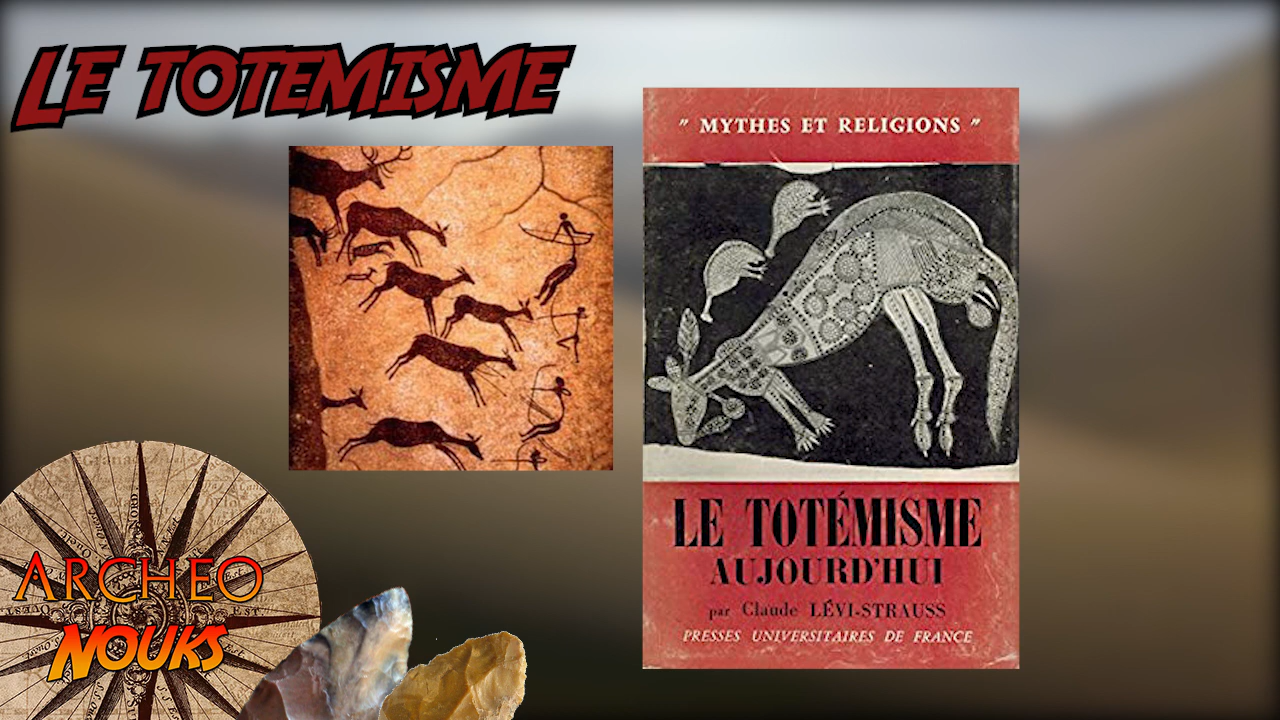 LE TOTEMISME
" MYTHES ET RELIGIONS "
LE TOTÉMISME
AUJOURD'HUI
par Claude LÉVI-STRAUSS
PRESSES UNIVERSITAIRES DE FRANCE
ARCHEO
NOUKS